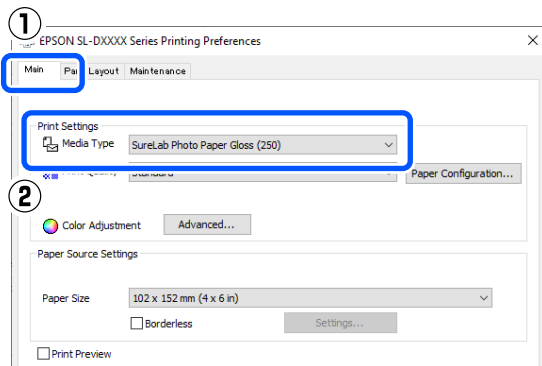 1
EPSON SL-DXXXX Series Printing Preferences
Main Pa Layout Maintenance
Print Settings
Media Type SureLab Photo Paper Gloss (250)
Paper Configuration...
2
Color Adjustment Advanced...
Paper Source Settings
Paper Size 102 x 152 mm (4 x 6 in)
Borderless Settings...
Print Preview